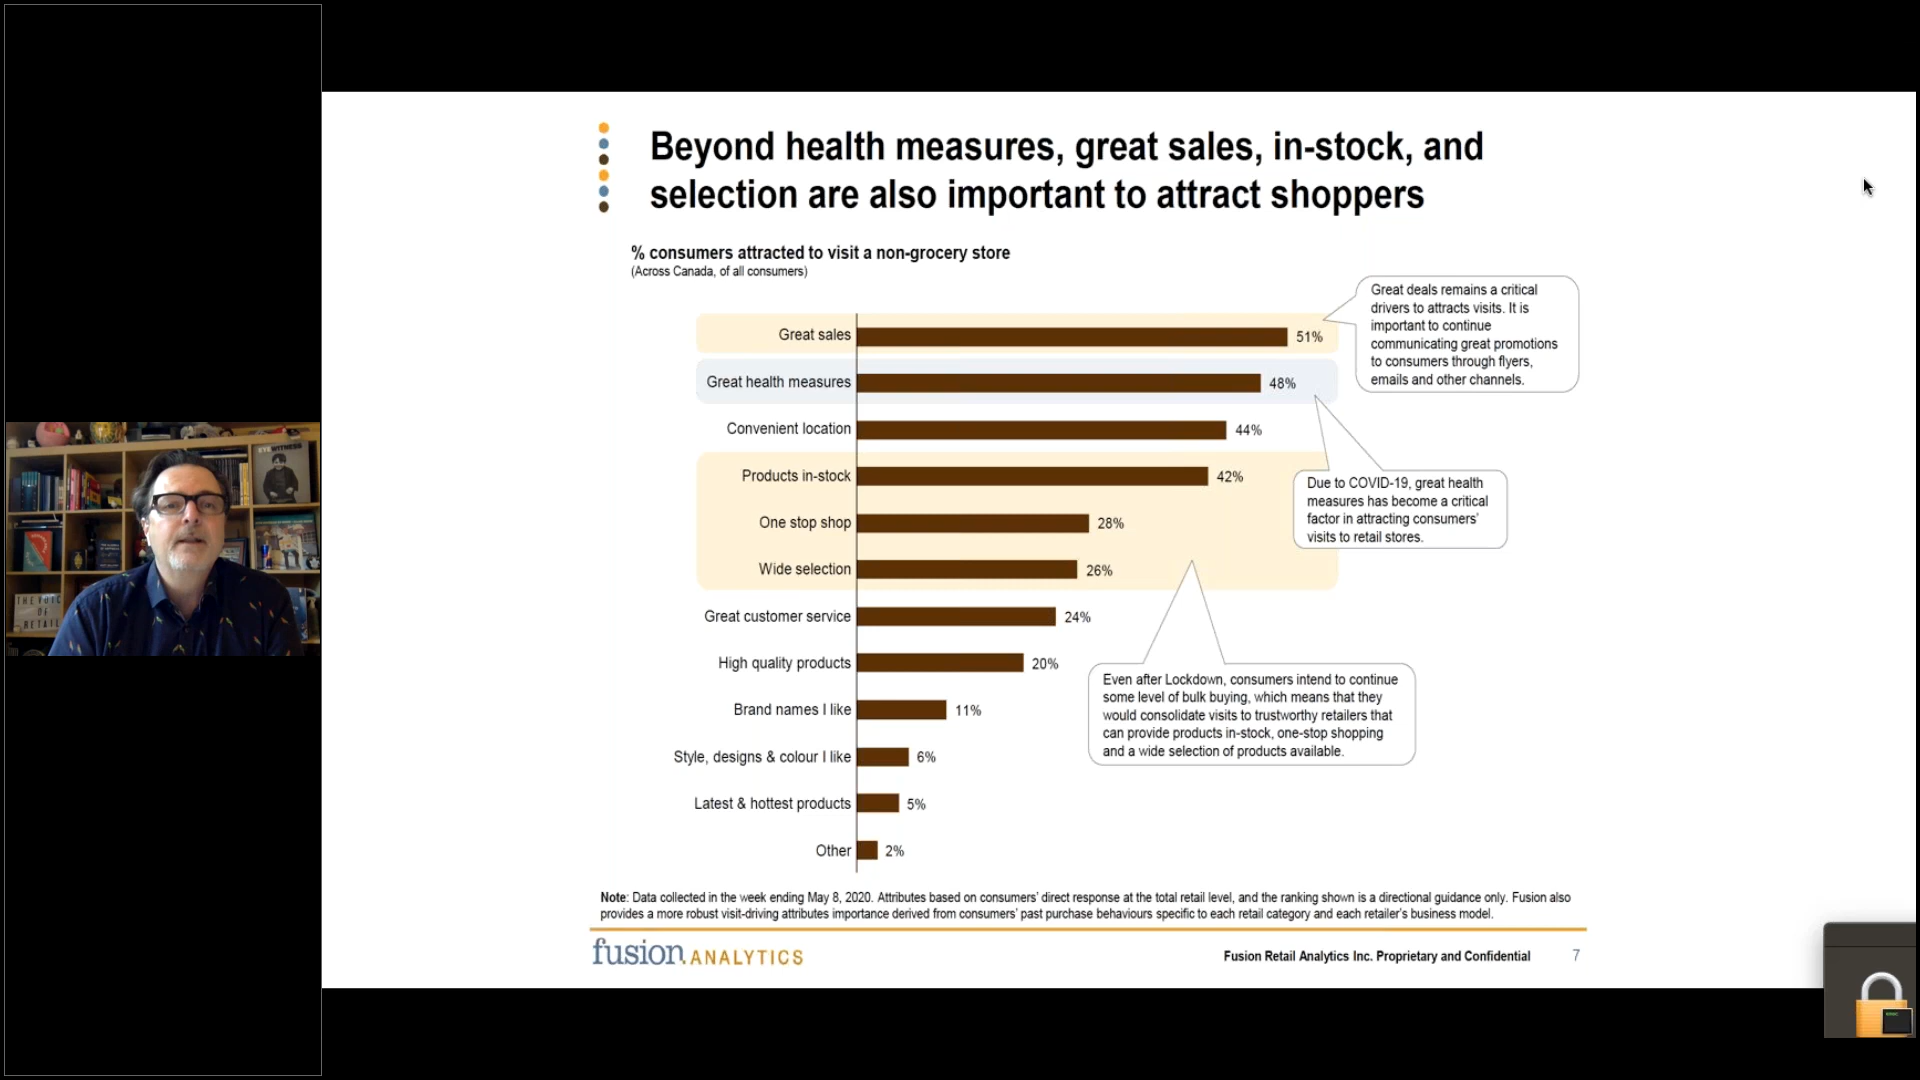 Beyond health measures, great sales, in-stock, and
selection are also important to attract shoppers
% consumers attracted to visit a non-grocery store
(Across Canada, of all consumers)
Great sales 51%
Great health measures 48%
Convenient location 44%
Products in-stock 42%
One stop shop 28%
Wide selection 26%
Great customer service 24%
High quality products 20%
Brand names I like 11%
Style, designs & colour I like 6%
Latest & hottest products 5%
Other 2%
Great deals remains a critical
drivers to attracts visits. It is
important to continue
communicating great promotions
to consumers through flyers,
emails and other channels.
Due to COVID-19, great health
measures has become a critical
factor in attracting consumers'
visits to retail stores.
Even after Lockdown, consumers intend to continue
some level of bulk buying, which means that they
would consolidate visits to trustworthy retailers that
can provide products in-stock, one-stop shopping
and a wide selection of products available.
Note: Data collected in the week ending May 8, 2020. Attributes based on consumers' direct response at the total retail level, and the ranking shown is a directional guidance only. Fusion also
provides a more robust visit-driving attributes importance derived from consumers' past purchase behaviours specific to each retail category and each retailer's business model.
fusion ANALYTICS
Fusion Retail Analytics Inc. Proprietary and Confidential 7
EYEWITNESS
THE VOICE
OF
RETAIL